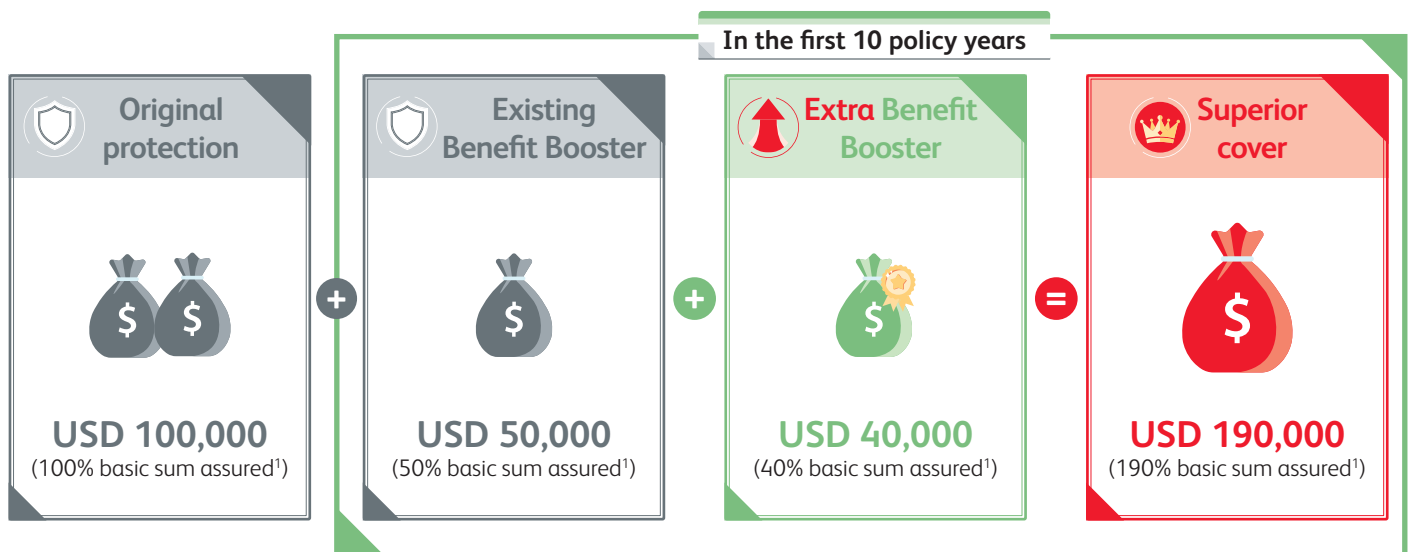 In the first 10 policy years
Original
protection
$ $
USD 100,000
(100% basic sum assured¹)
+
Existing
Benefit Booster
$
USD 50,000
(50% basic sum assured¹)
+
Extra Benefit
Booster
$
USD 40,000
(40% basic sum assured¹)
=
Superior
cover
$
USD 190,000
(190% basic sum assured¹)